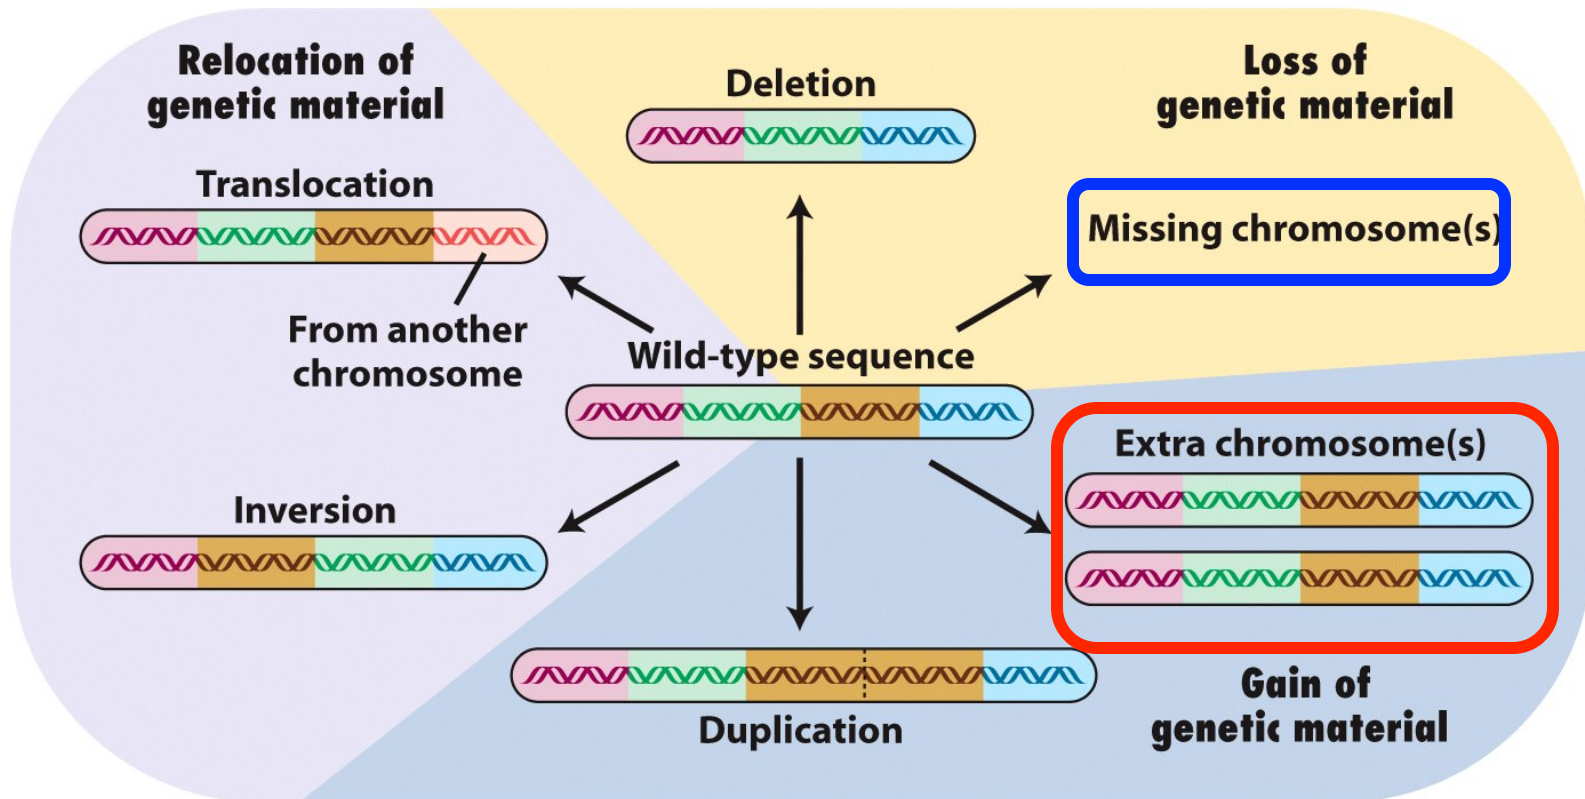 Relocation of
genetic material
Translocation
From another
chromosome
Inversion
Deletion
Loss of
genetic material
Missing chromosome(s)
Wild-type sequence
Extra chromosome(s)
Duplication
Gain of
genetic material